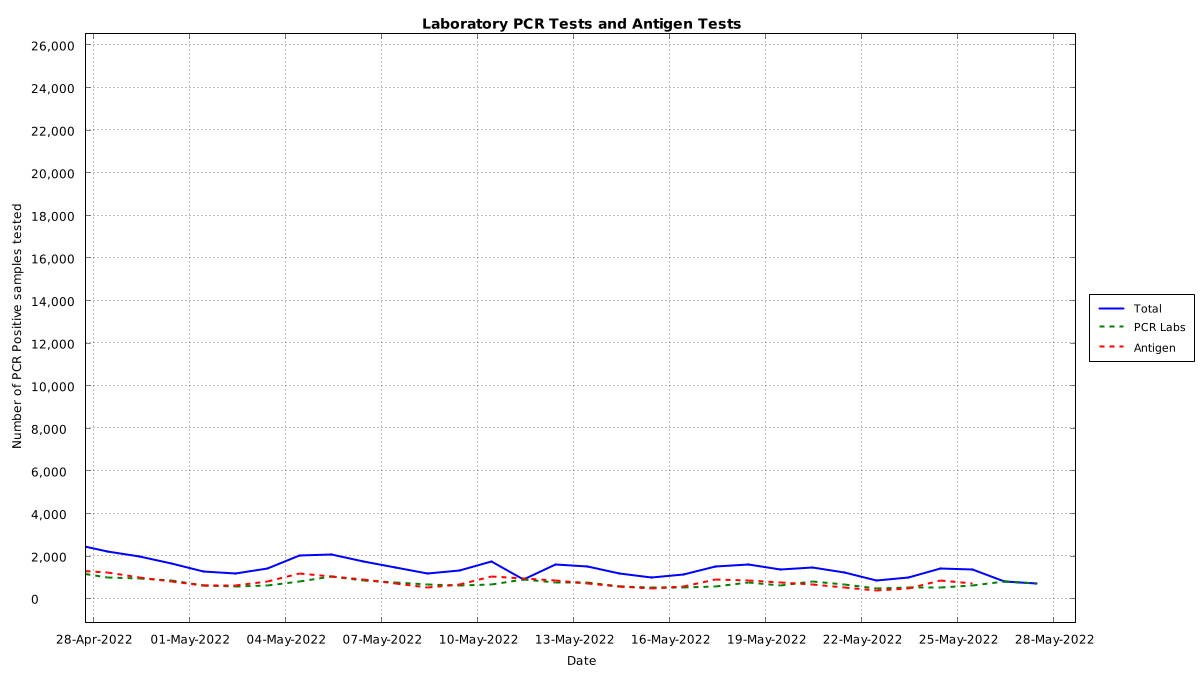 Laboratory PCR Tests and Antigen Tests
26,000
24,000
22,000
20,000
18,000
16,000
14,000
12,000
10,000
8,000
6,000
4,000
2,000
0
Number of PCR Positive samples tested
28-Apr-2022 01-May-2022 04-May-2022 07-May-2022 10-May-2022 13-May-2022 16-May-2022 19-May-2022 22-May-2022 25-May-2022 28-May-2022
Date
Total
PCR Labs
Antigen